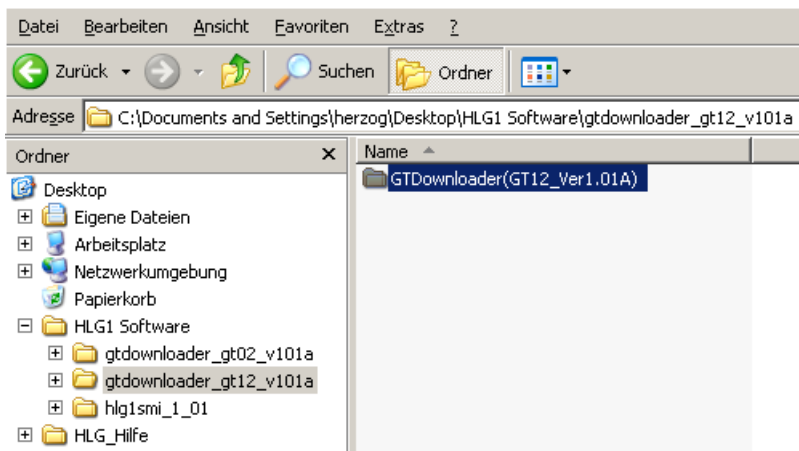 Datei Bearbeiten Ansicht Favoriten Extras ?
Zurück Suchen Ordner
Adresse C:\Documents and Settings\herzog\Desktop\HLG1 Software\gtdownloader_gt12_v101a
Ordner x
Desktop
Eigene Dateien
Arbeitsplatz
Netzwerkumgebung
Papierkorb
HLG1 Software
gtdownloader_gt02_v101a
gtdownloader_gt12_v101a
hlg1smi_1_01
HLG_Hilfe
Name
GTDownloader(GT12_Ver1.01A)